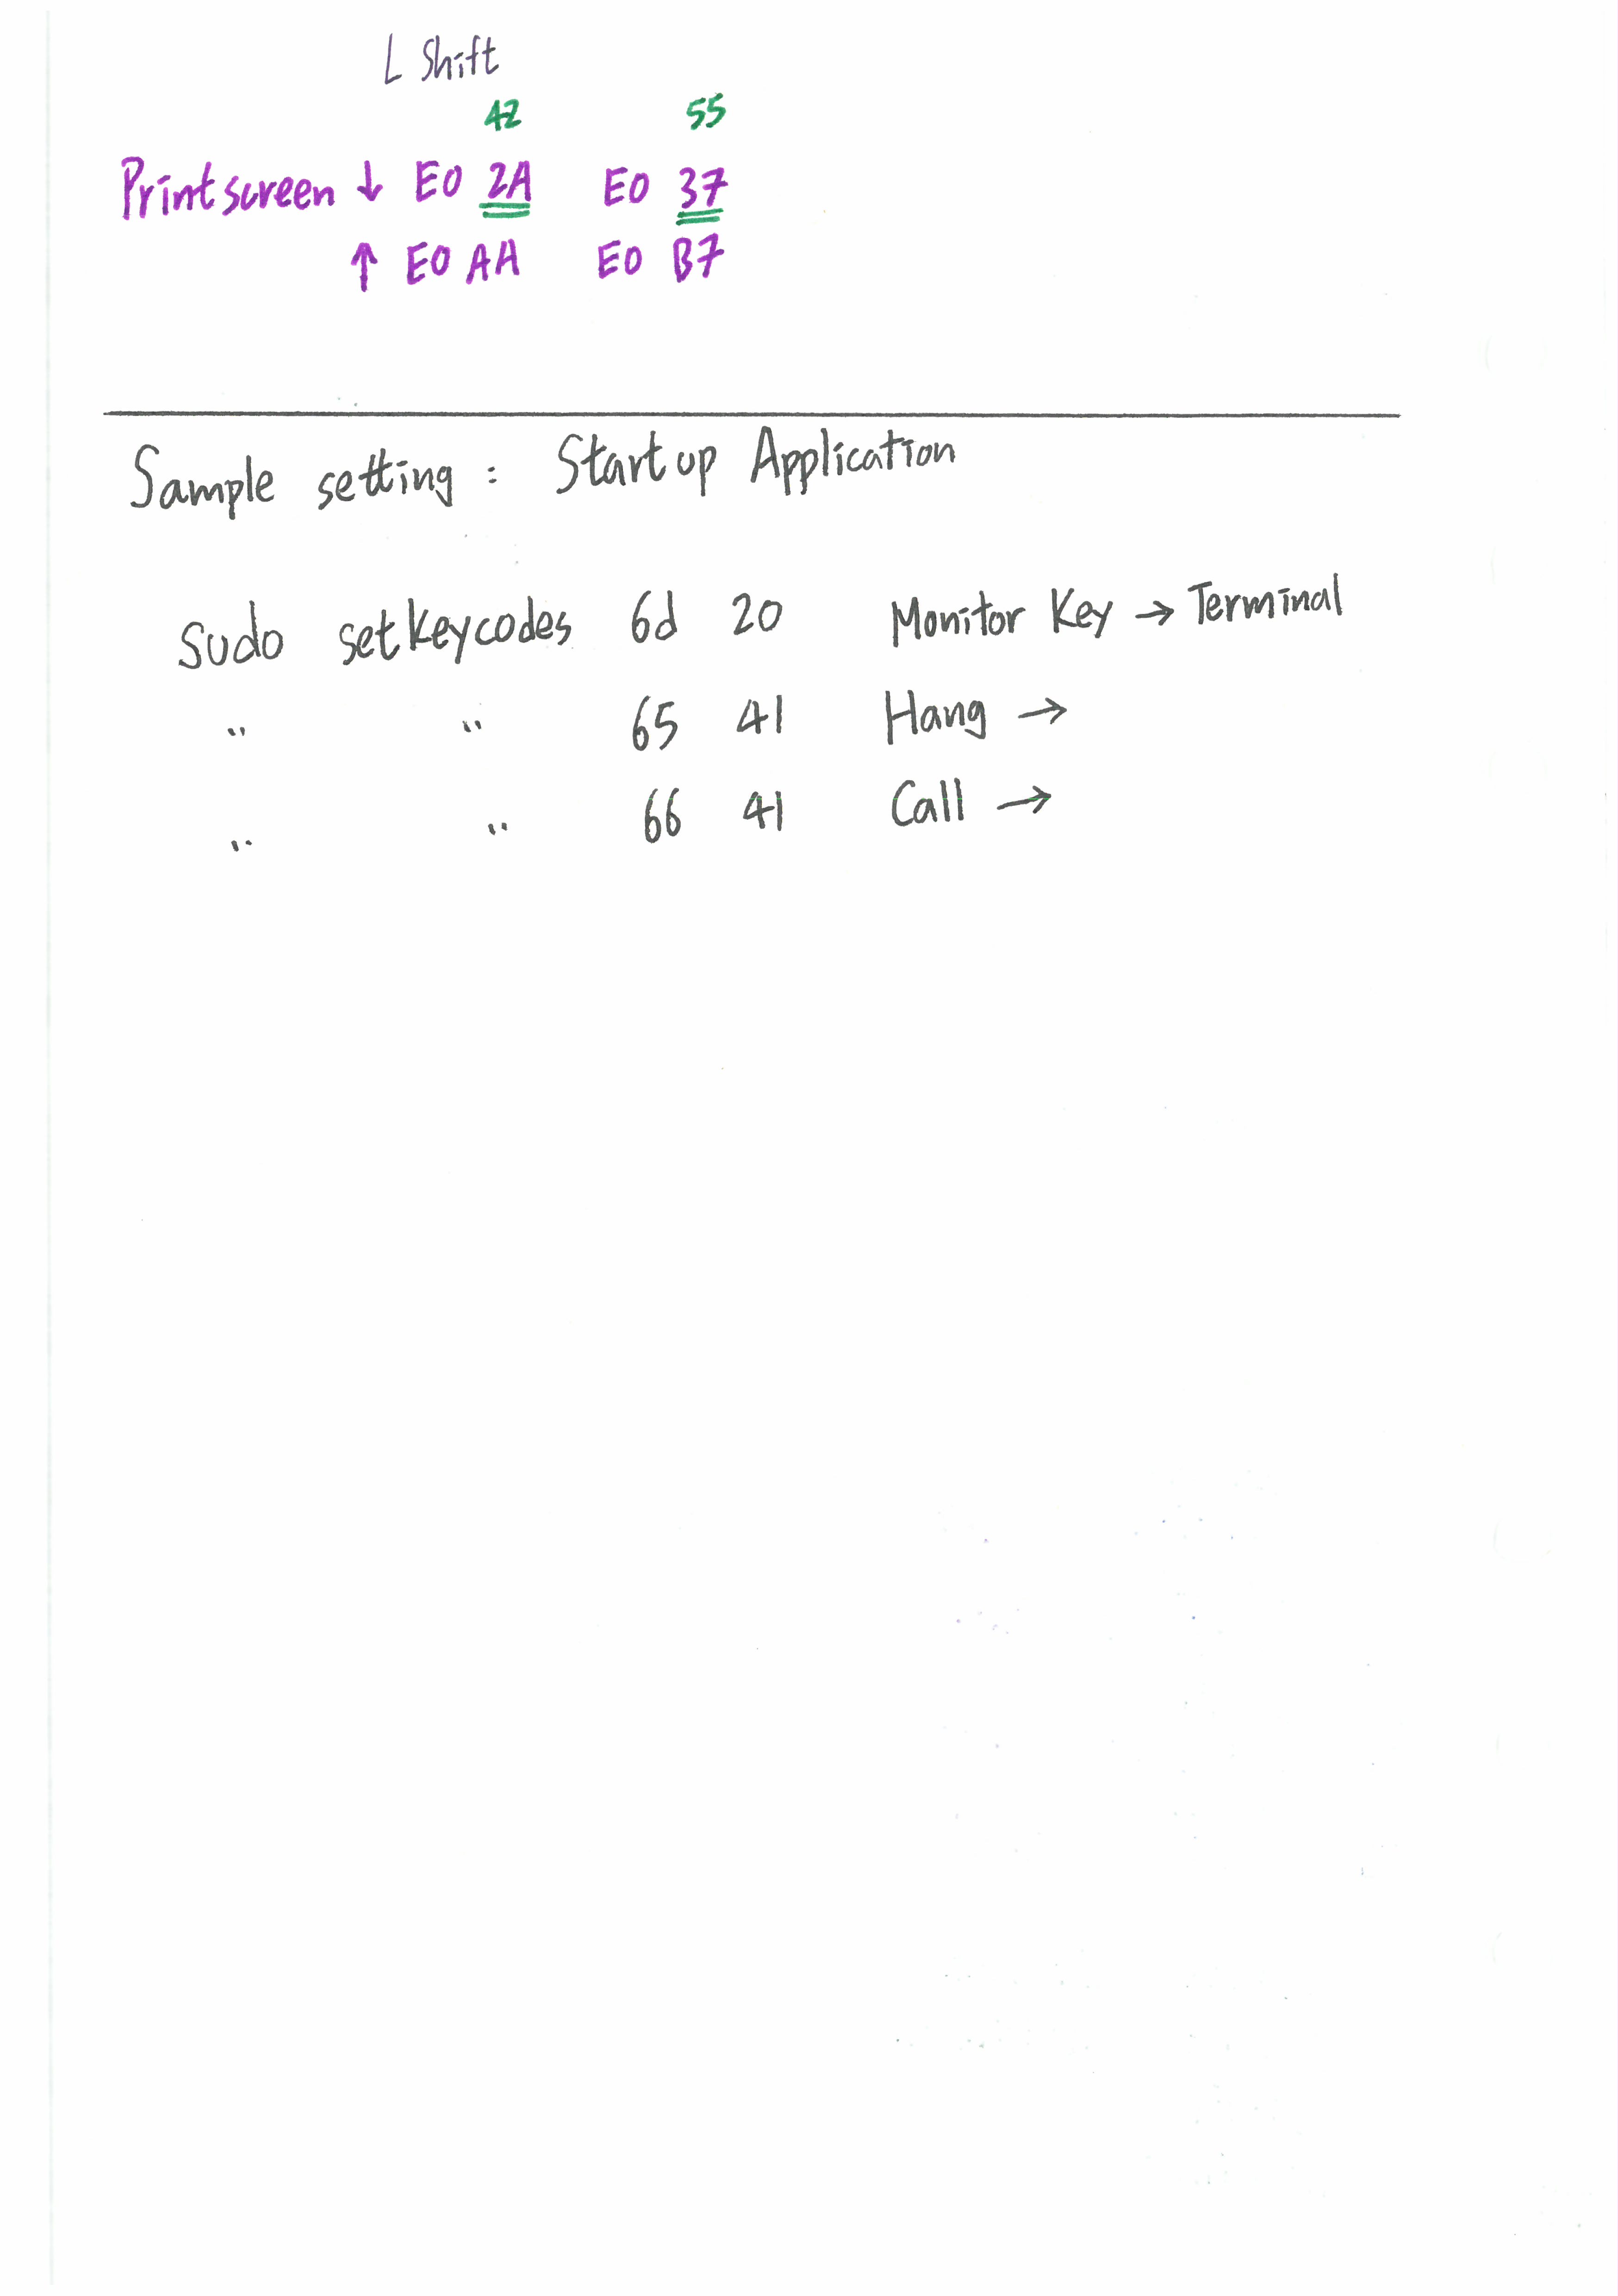 L Shift
42 55
Printscreen ↓ E0 2A E0 37
↑ E0 AA E0 B7
Sample setting : Startup Application
Sudo setkeycodes 6d 20 Monitor Key → Terminal
" " 65 41 Hang →
" " 66 41 Call →